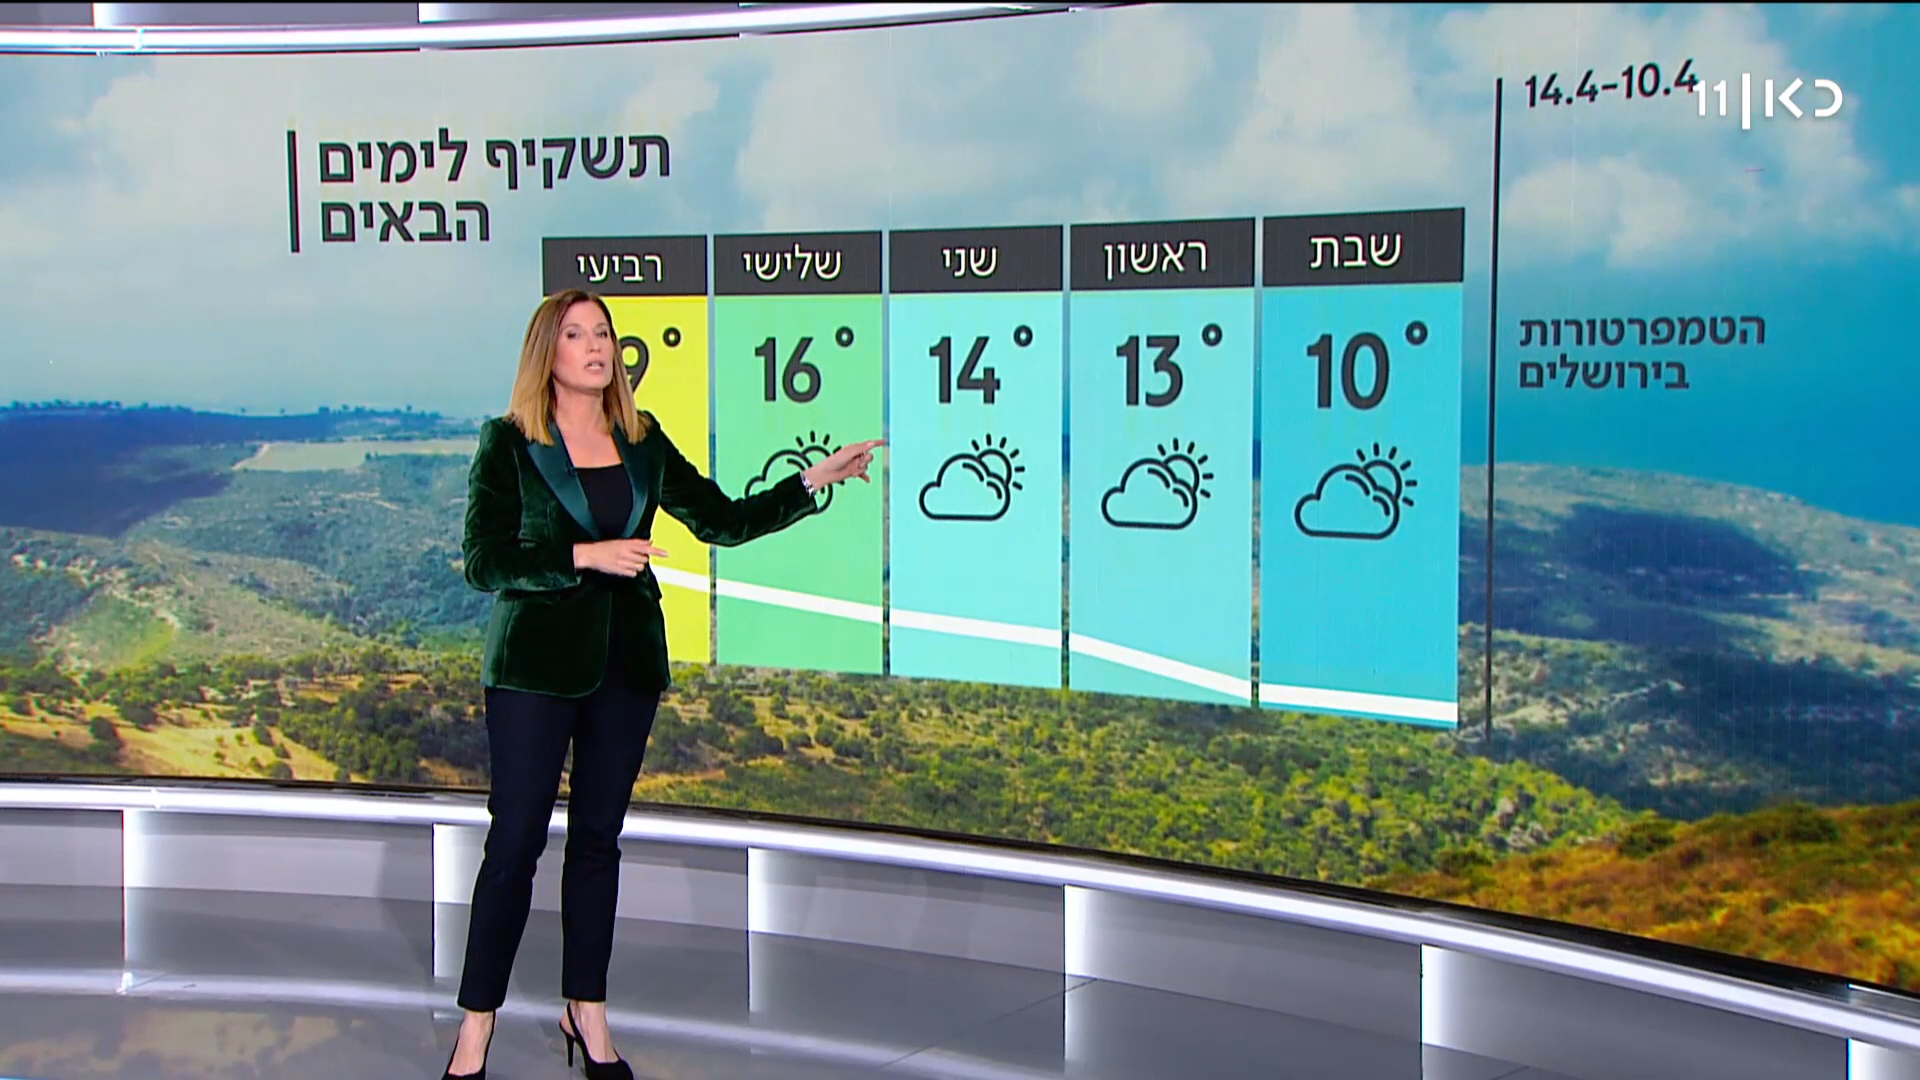 14.4-10.4
כאן 11
תשקיף לימים
הבאים
שבת
ראשון
שני
שלישי
רביעי
10°
13°
14°
16°
9°
הטמפרטורות
בירושלים